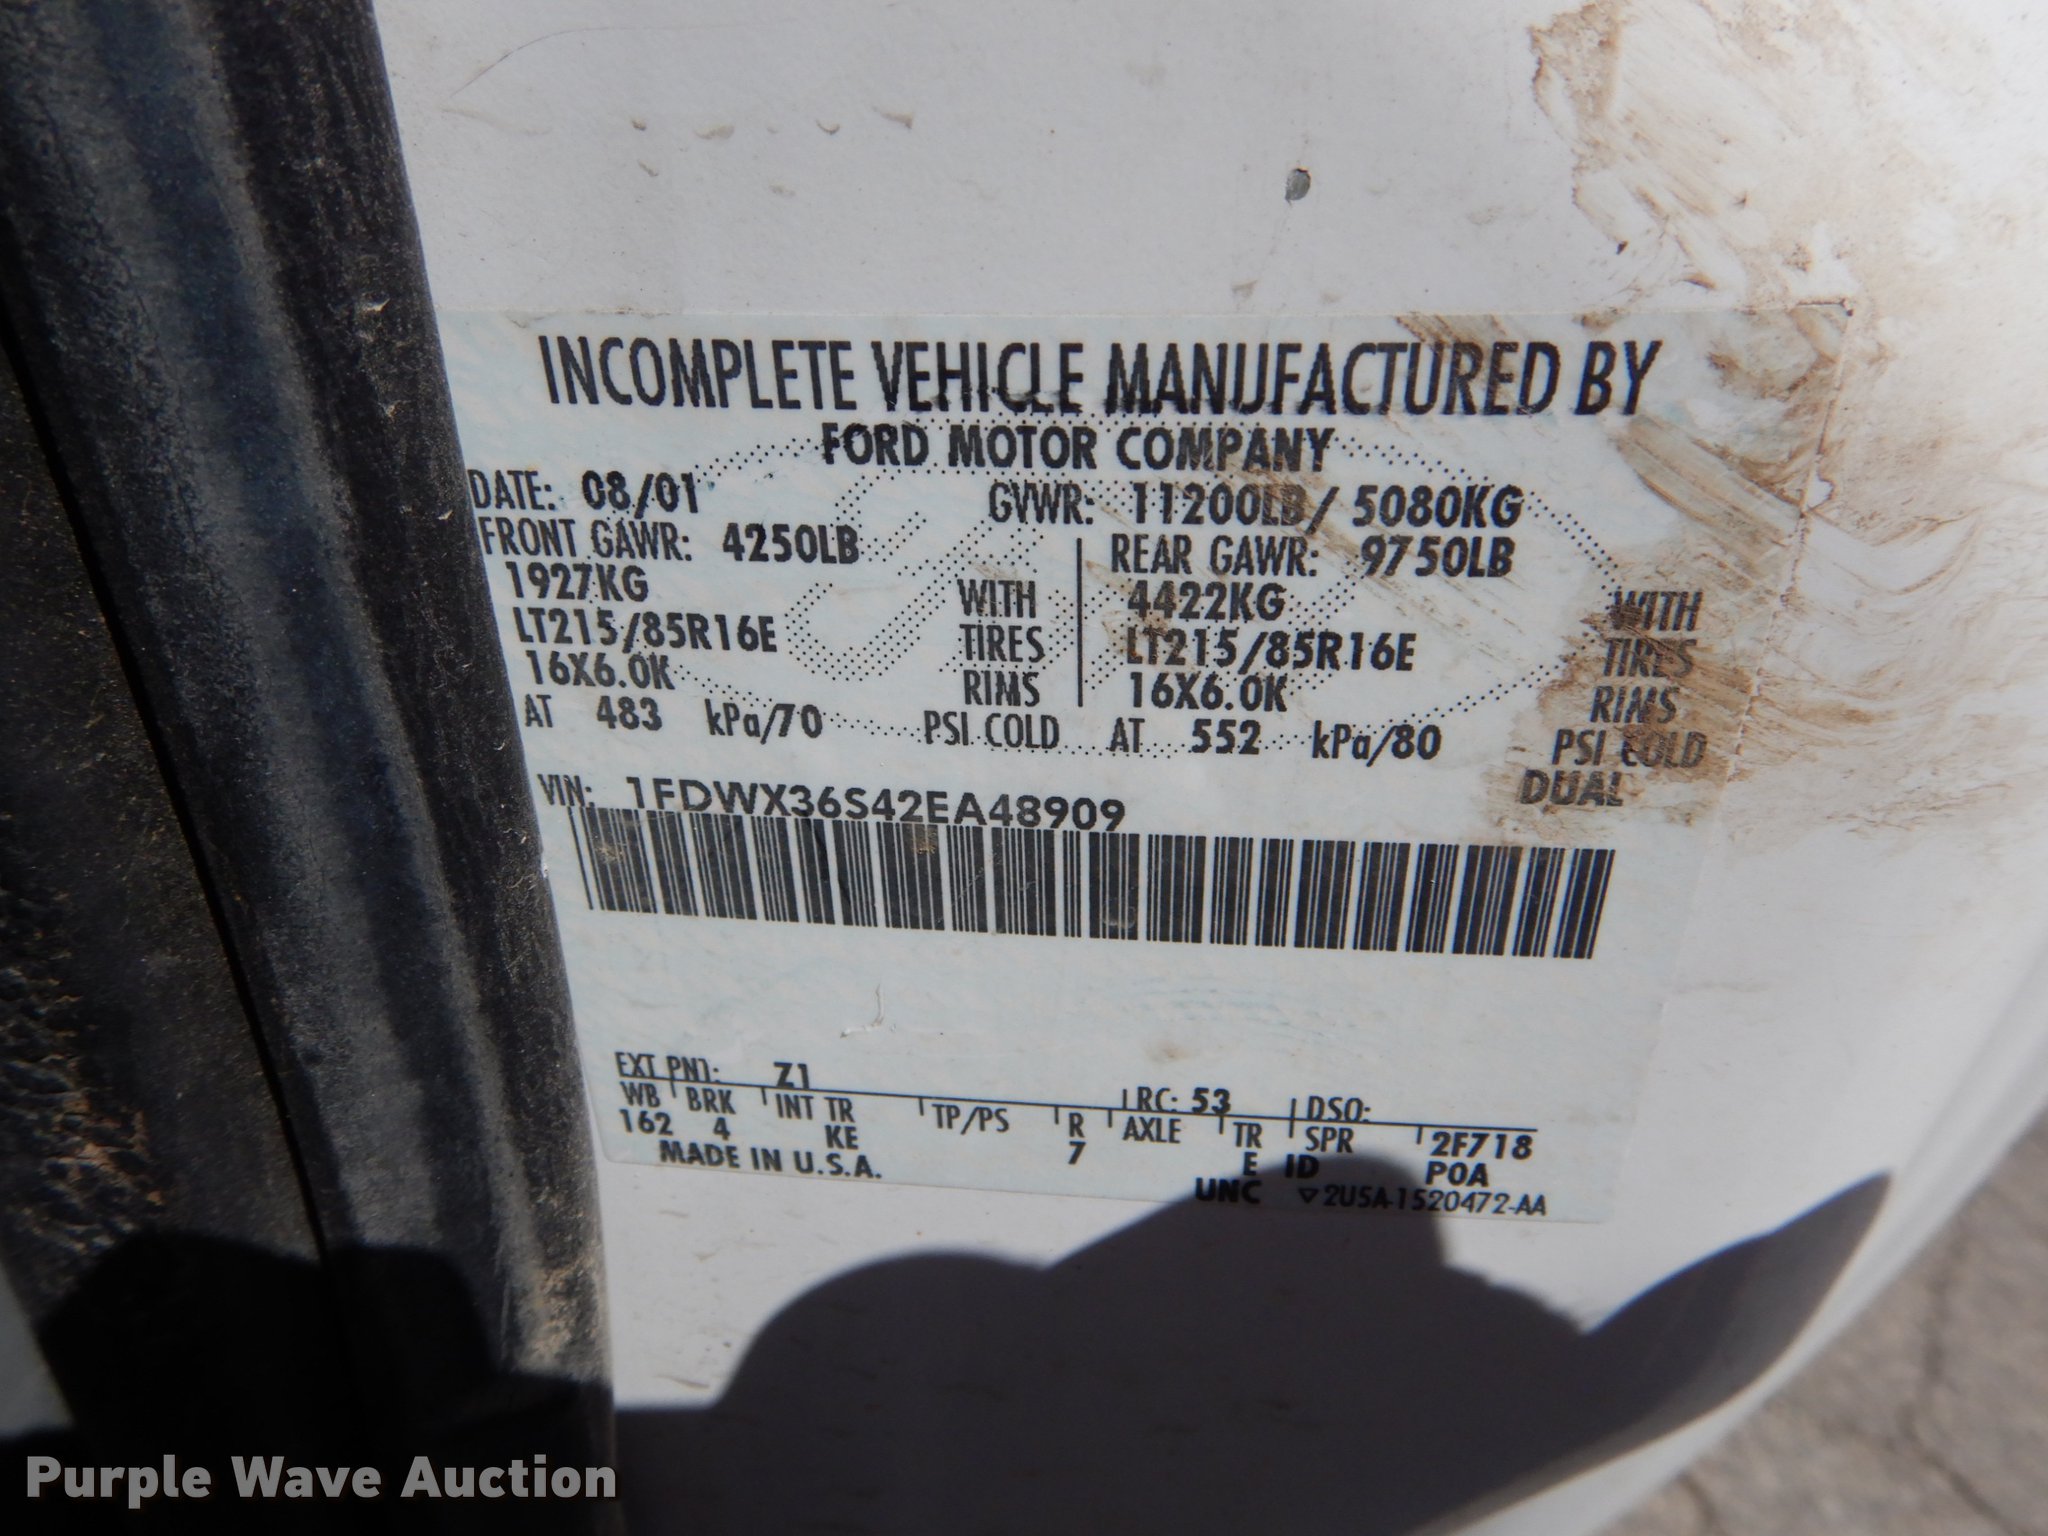 INCOMPLETE VEHICLE MANUFACTURED BY
FORD MOTOR COMPANY
DATE: 08/01 GVWR: 11200LB/ 5080KG
FRONT GAWR: 4250LB REAR GAWR: 9750LB
1927KG WITH 4422KG WITH
LT215/85R16E TIRES LT215/85R16E TIRES
16X6.0K RIMS 16X6.0K RIMS
AT 483 kPa/70 PSI COLD AT 552 kPa/80 PSI COLD
DUAL
VIN: 1FDWX36S42EA48909
EXT PNT: Z1 RC: 53 DSO:
WB BRK INT TR TP/PS R AXLE TR SPR 2F718
162 4 KE 7 E ID P0A
MADE IN U.S.A. UNC ▽2U5A-1520472-AA
Purple Wave Auction